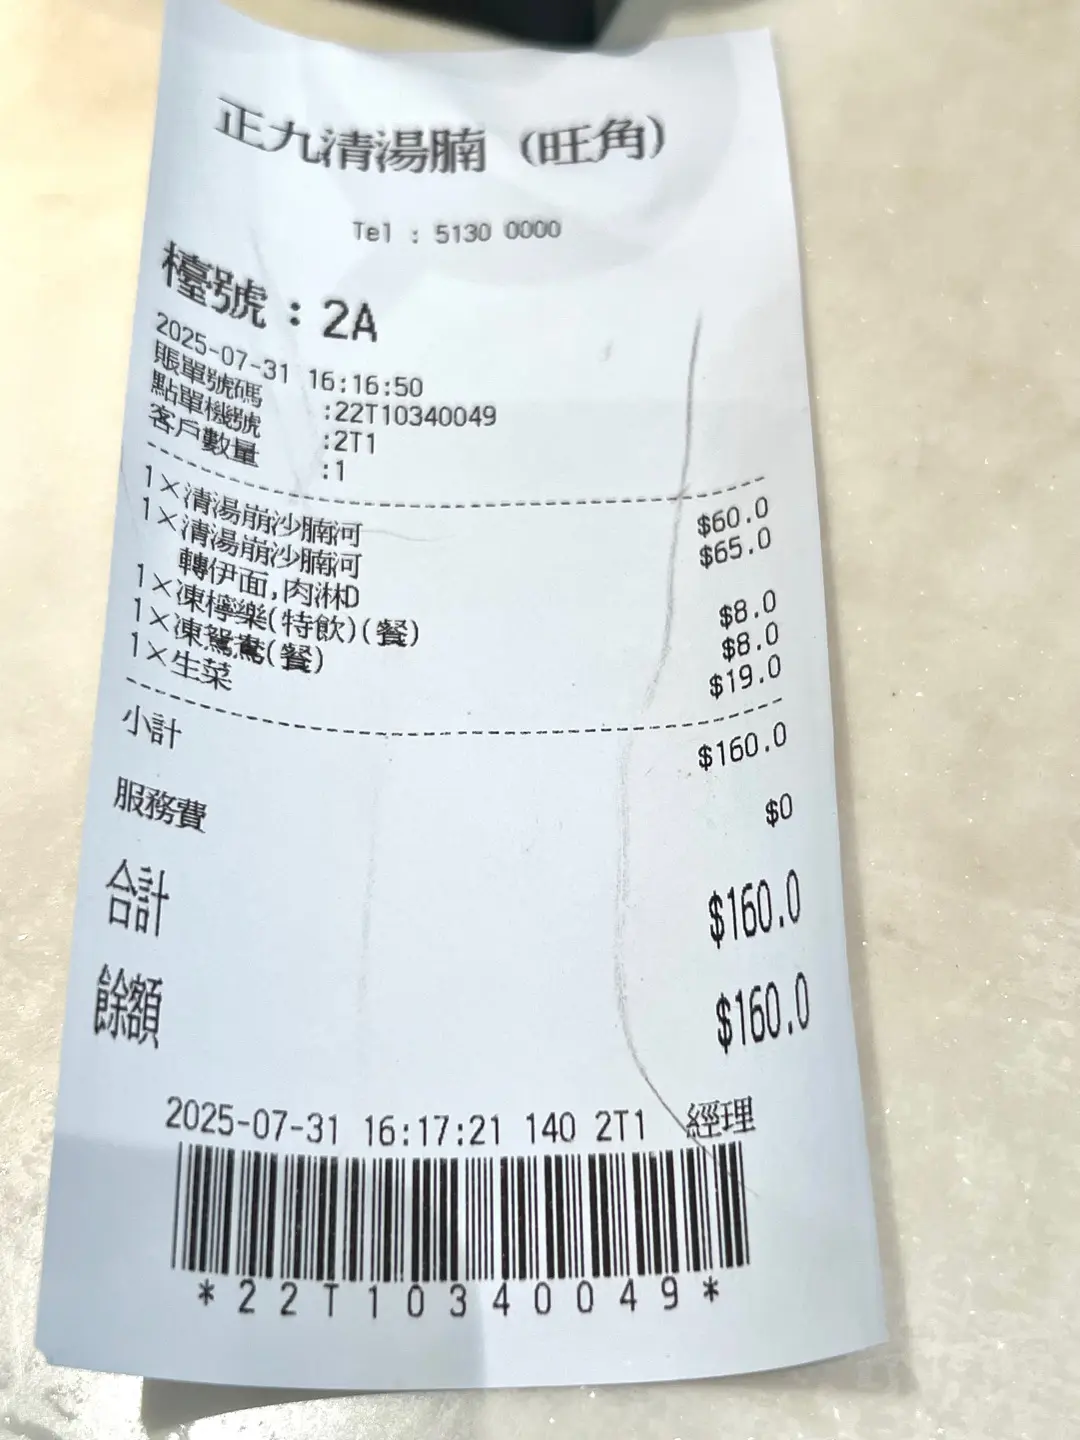 正九清湯腩 (旺角)
Tel : 5130 0000
檯號 : 2A
2025-07-31 16:16:50
賬單號碼 :22T10340049
點單機號 :2T1
客戶數量 :1
1×清湯崩沙腩河 $60.0
1×清湯崩沙腩河 $65.0
轉伊面,肉淋D
1×凍檸樂(特飲)(餐) $8.0
1×凍鴛鴦(餐) $8.0
1×生菜 $19.0
小計 $160.0
服務費 $0
合計 $160.0
餘額 $160.0
2025-07-31 16:17:21 140 2T1 經理
*22T10340049*